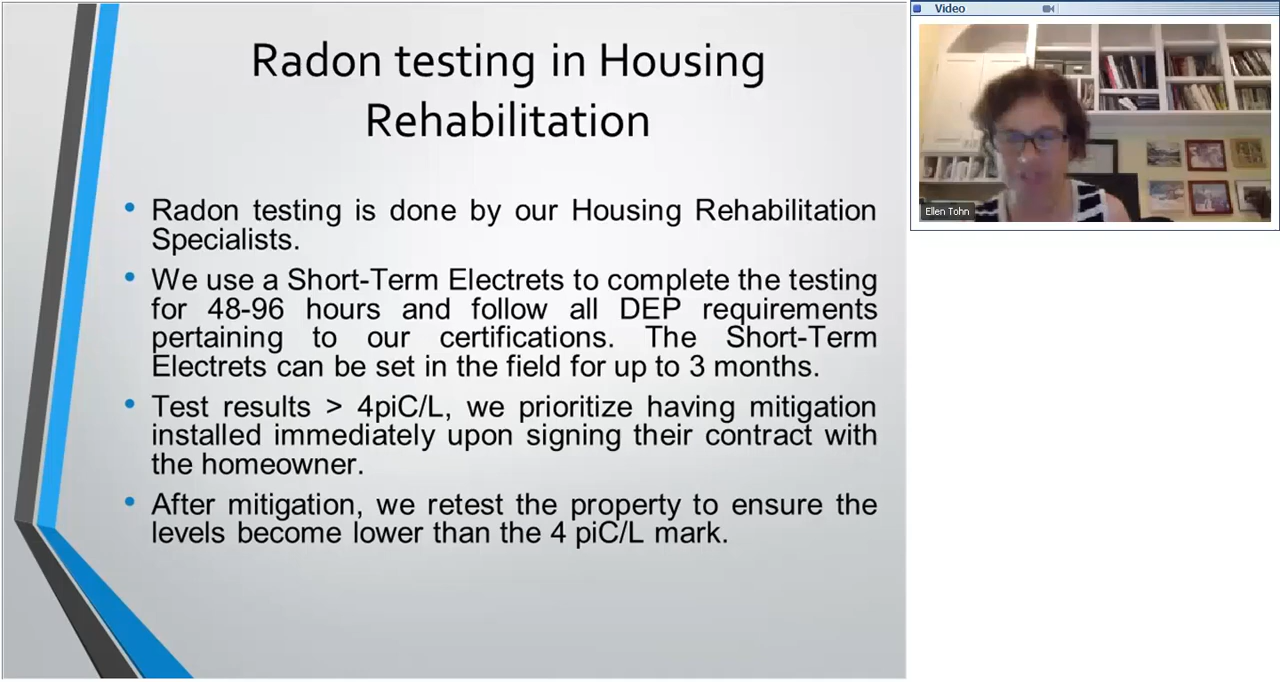 Radon testing in Housing
Rehabilitation
Radon testing is done by our Housing Rehabilitation
Specialists.
We use a Short-Term Electrets to complete the testing
for 48-96 hours and follow all DEP requirements
pertaining to our certifications. The Short-Term
Electrets can be set in the field for up to 3 months.
Test results > 4piC/L, we prioritize having mitigation
installed immediately upon signing their contract with
the homeowner.
After mitigation, we retest the property to ensure the
levels become lower than the 4 piC/L mark.
Video
Ellen Tohn